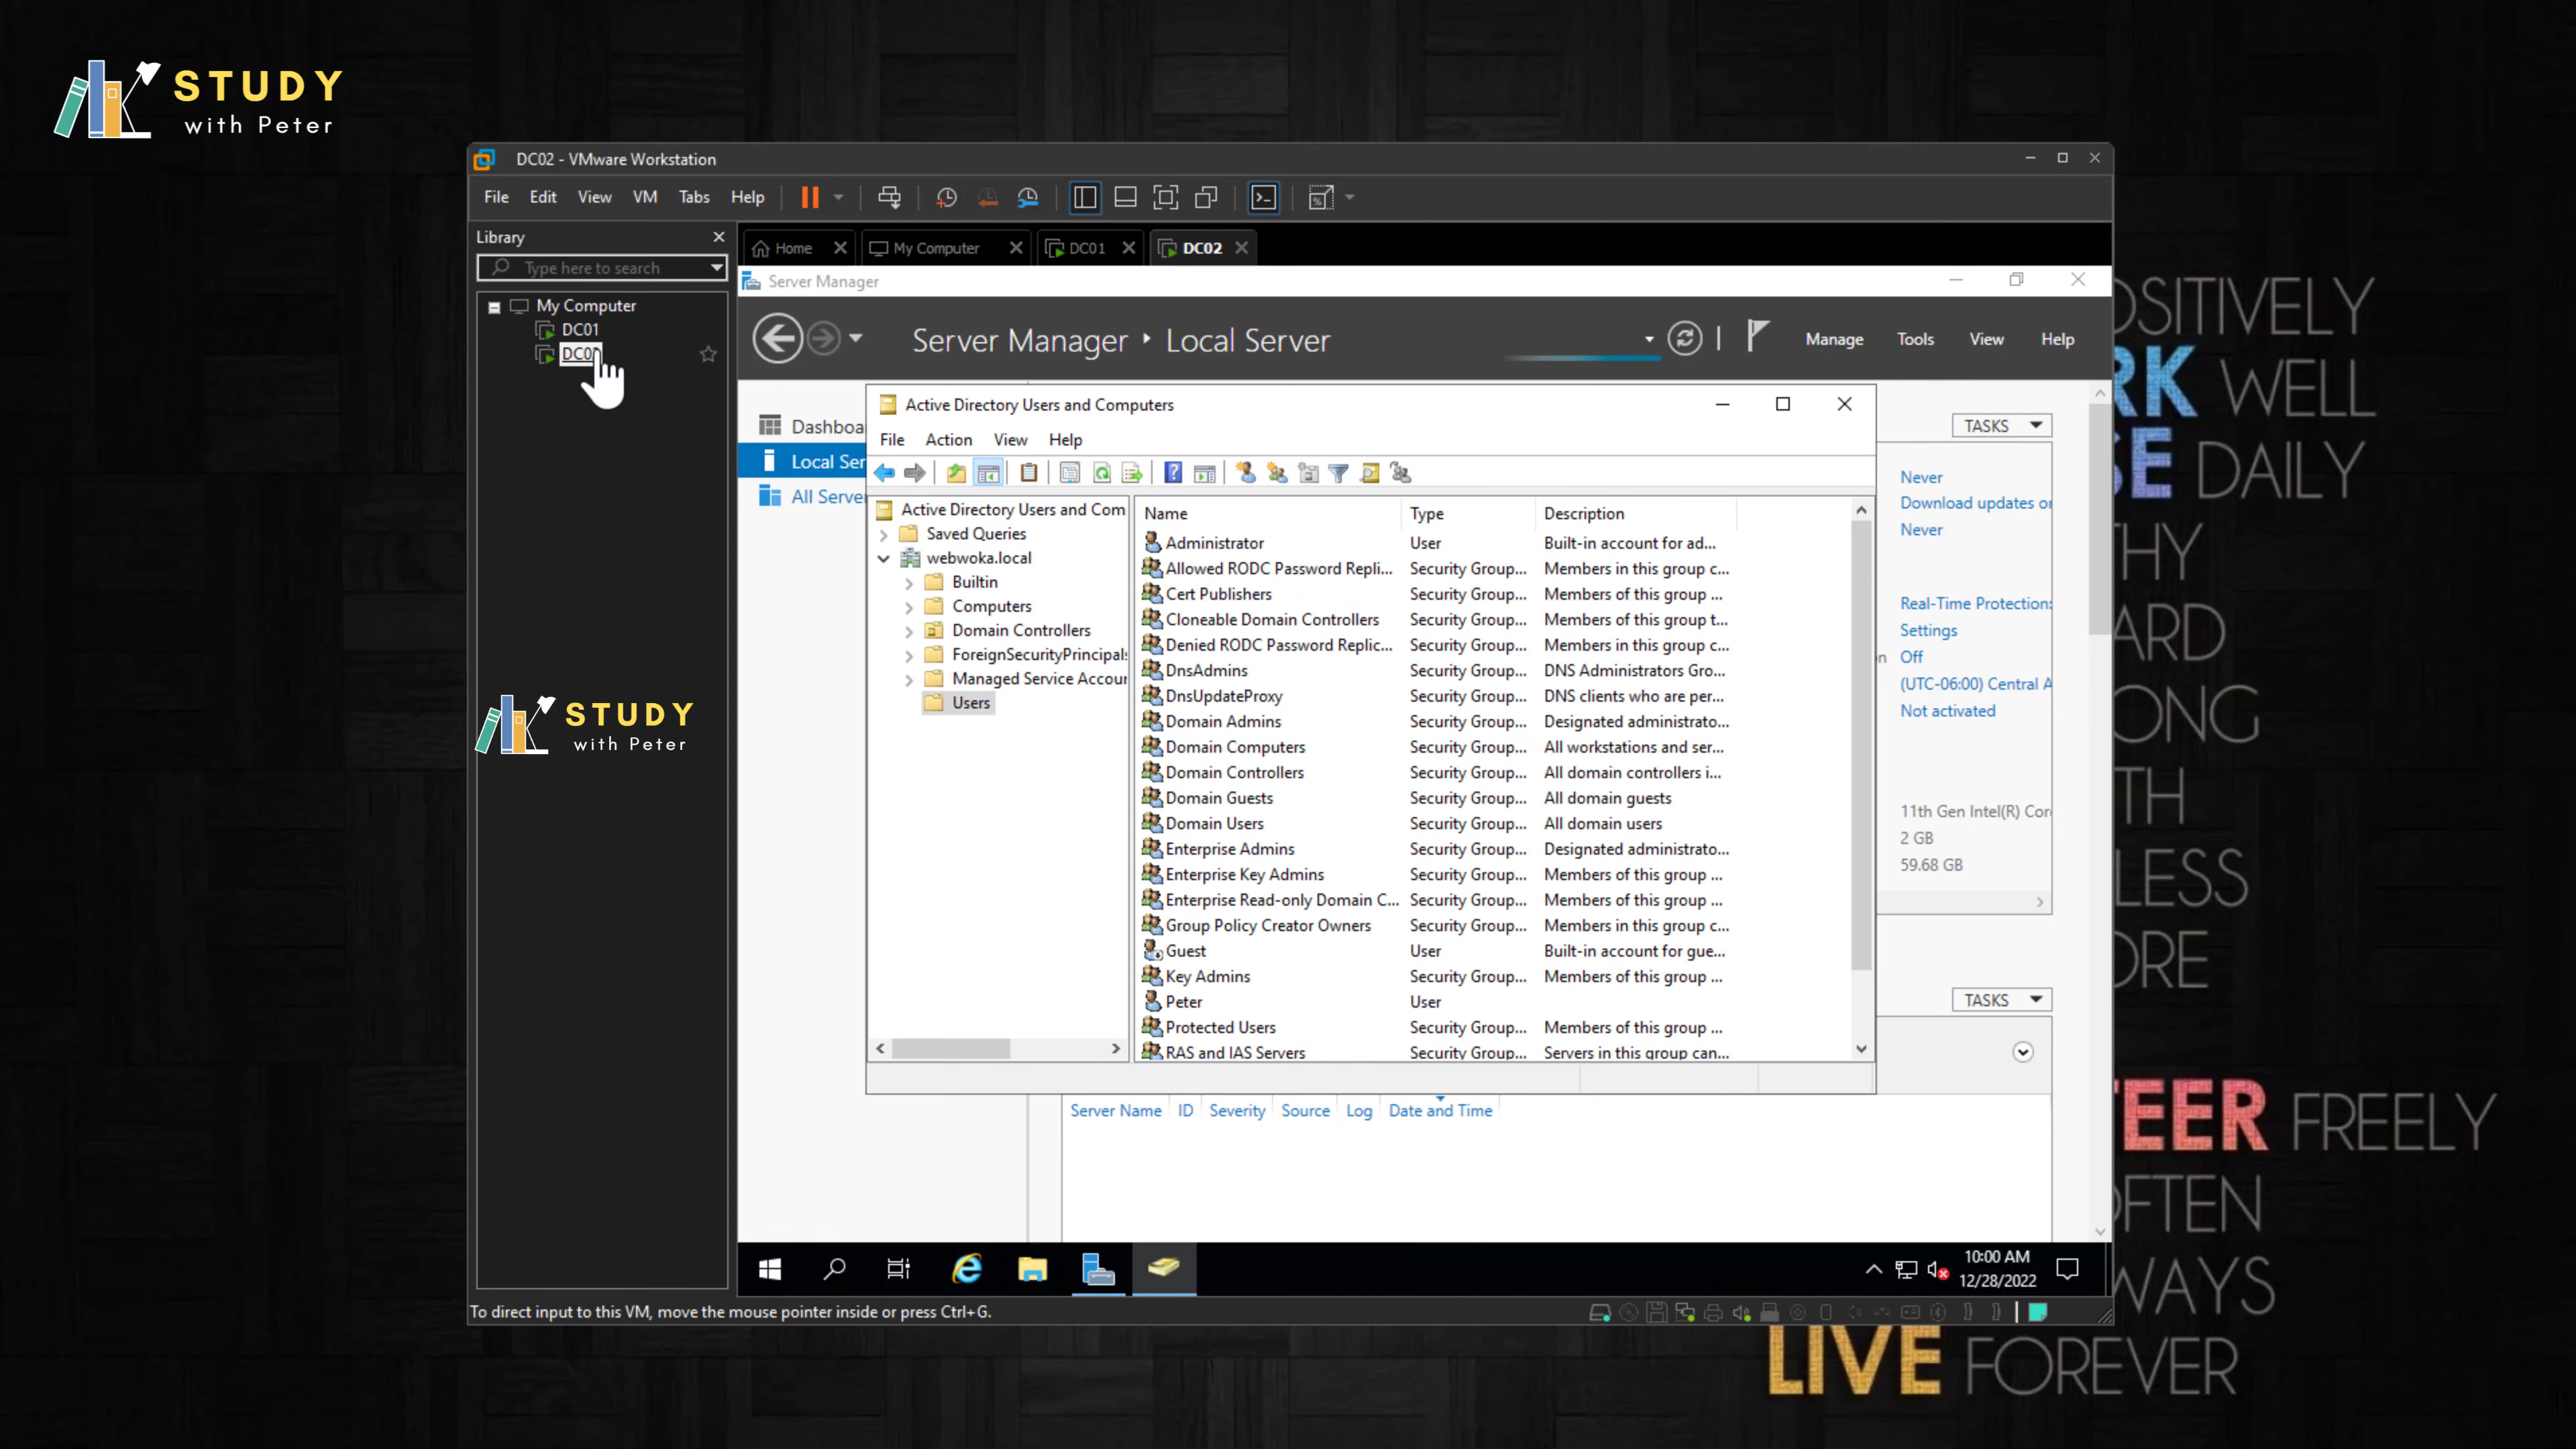 STUDY
with Peter
DC02 - VMware Workstation
File Edit View VM Tabs Help
Library
Type here to search
My Computer
DC01
Home
My Computer
DC01
DC02
Server Manager
Server Manager Local Server
Manage Tools View Help
Dashboa
Local Ser
All Serve
Active Directory Users and Computers
File Action View Help
Active Directory Users and Com
Saved Queries
webwoka.local
Builtin
Computers
Domain Controllers
ForeignSecurityPrincipals
Managed Service Accour
Users
Name Type Description
Administrator User Built-in account for ad...
Allowed RODC Password Repli... Security Group... Members in this group c...
Cert Publishers Security Group... Members of this group ...
Cloneable Domain Controllers Security Group... Members of this group t...
Denied RODC Password Replic... Security Group... Members in this group c...
DnsAdmins Security Group... DNS Administrators Gro...
DnsUpdateProxy Security Group... DNS clients who are per...
Domain Admins Security Group... Designated administrato...
Domain Computers Security Group... All workstations and ser...
Domain Controllers Security Group... All domain controllers i...
Domain Guests Security Group... All domain guests
Domain Users Security Group... All domain users
Enterprise Admins Security Group... Designated administrato...
Enterprise Key Admins Security Group... Members of this group ...
Enterprise Read-only Domain C... Security Group... Members of this group ...
Group Policy Creator Owners Security Group... Members in this group c...
Guest User Built-in account for gue...
Key Admins Security Group... Members of this group ...
Peter User
Protected Users Security Group... Members of this group ...
RAS and IAS Servers Security Group... Servers in this group can...
TASKS
Never
Download updates or
Never
Real-Time Protection:
Settings
Off
(UTC-06:00) Central A
Not activated
11th Gen Intel(R) Cor
2 GB
59.68 GB
TASKS
Server Name ID Severity Source Log Date and Time
STUDY
with Peter
10:00 AM
12/28/2022
To direct input to this VM, move the mouse pointer inside or press Ctrl+G.
OSITIVELY
RK WELL
SE DAILY
THY
ARD
ONG
TH
LESS
ORE
TEER FREELY
OFTEN
WAYS
LIVE FOREVER